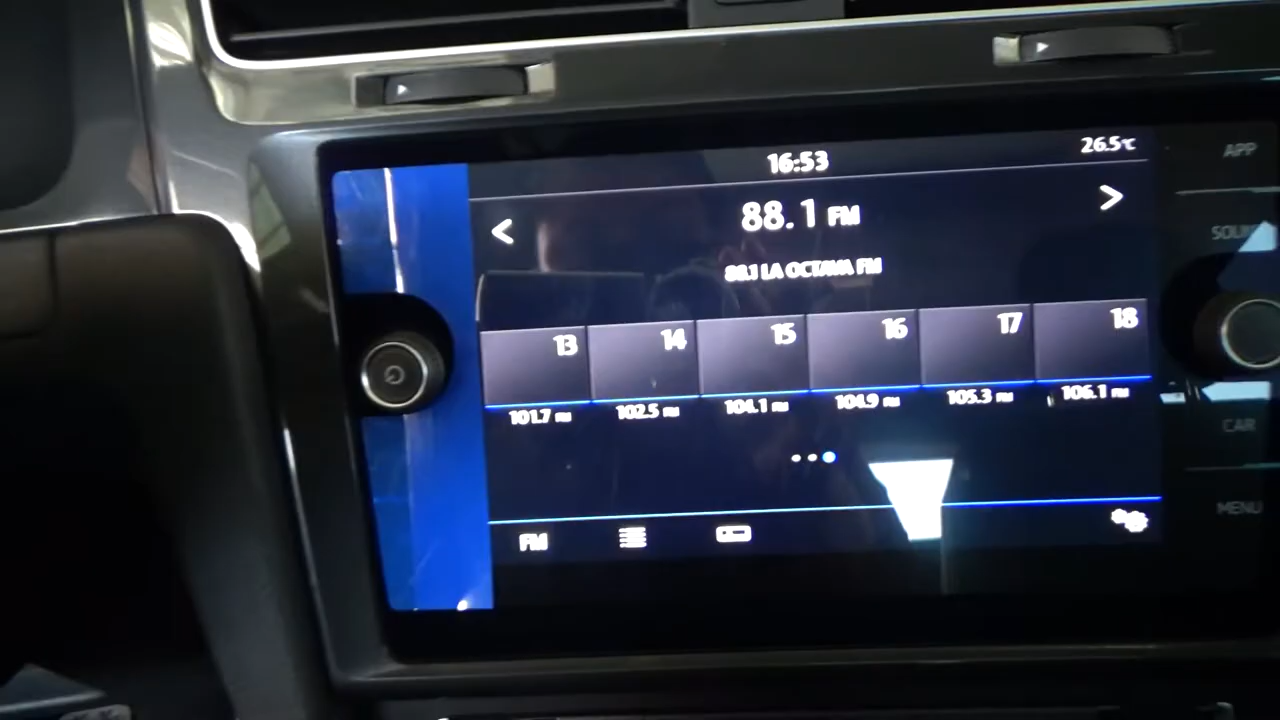 16:53
26.5℃
88.1 FM
88.1 LA OCTAVA FM
13 14 15 16 17 18
101.7 FM 102.5 FM 104.1 FM 104.9 FM 105.3 FM 106.1 FM
FM
APP
CAR
MENU